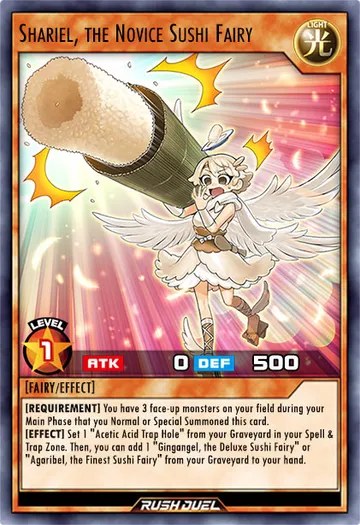 Shariel, the Novice Sushi Fairy
LIGHT
光
LEVEL
1
ATK 0 DEF 500
[FAIRY/EFFECT]
[REQUIREMENT] You have 3 face-up monsters on your field during your
Main Phase that you Normal or Special Summoned this card.
[EFFECT] Set 1 "Acetic Acid Trap Hole" from your Graveyard in your Spell &
Trap Zone. Then, you can add 1 "Gingangel, the Deluxe Sushi Fairy" or
"Agaribel, the Finest Sushi Fairy" from your Graveyard to your hand.
RUSH DUEL